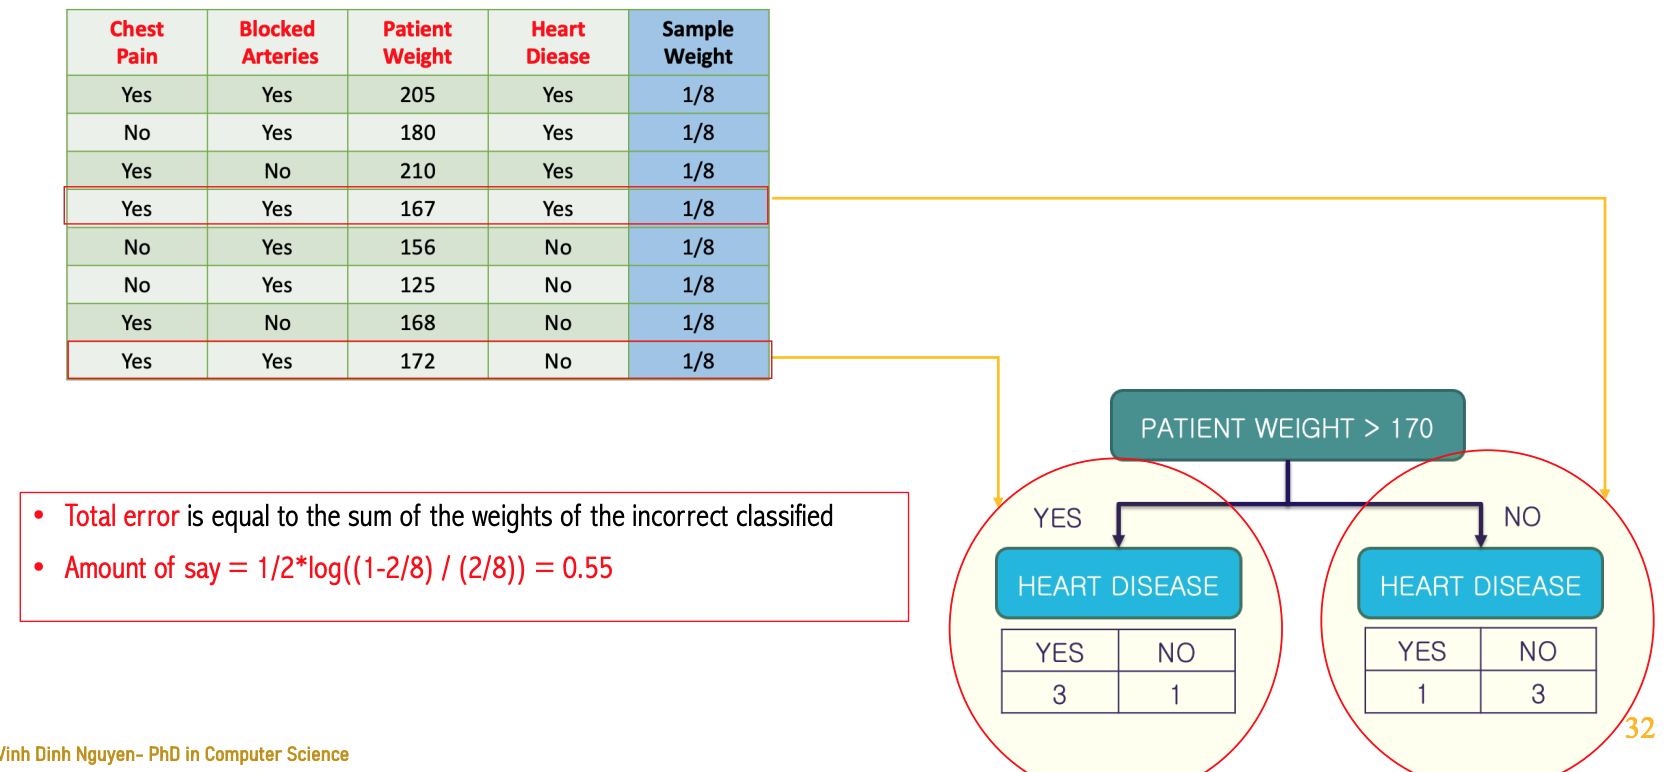 Chest Pain Blocked Arteries Patient Weight Heart Diease Sample Weight
Yes Yes 205 Yes 1/8
No Yes 180 Yes 1/8
Yes No 210 Yes 1/8
Yes Yes 167 Yes 1/8
No Yes 156 No 1/8
No Yes 125 No 1/8
Yes No 168 No 1/8
Yes Yes 172 No 1/8
• Total error is equal to the sum of the weights of the incorrect classified
• Amount of say = 1/2*log((1-2/8) / (2/8)) = 0.55
PATIENT WEIGHT > 170
YES NO
HEART DISEASE HEART DISEASE
YES NO YES NO
3 1 1 3
32
Vinh Dinh Nguyen- PhD in Computer Science